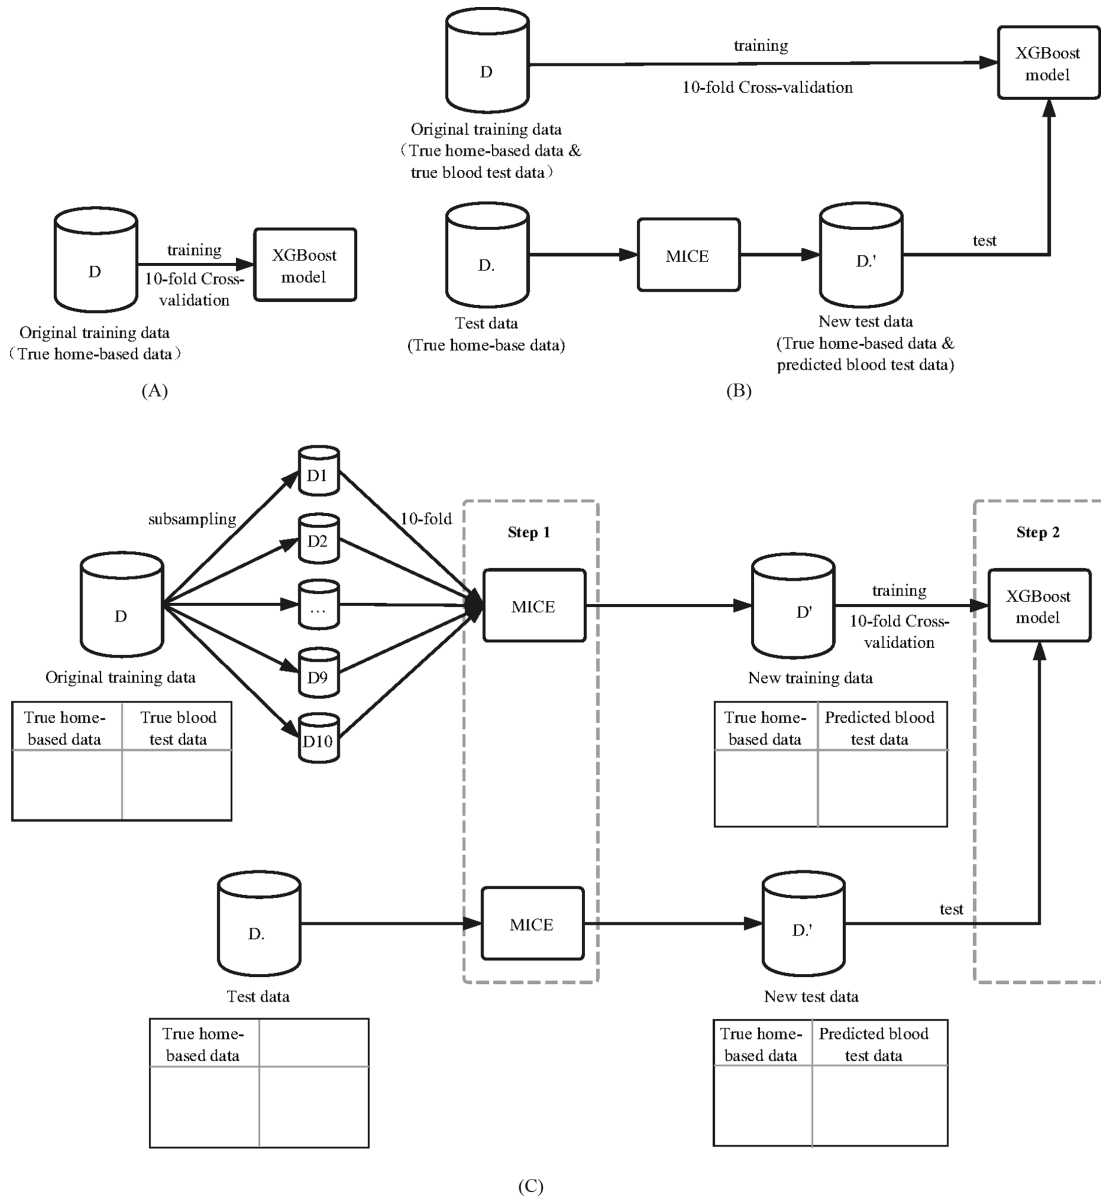 D
Original training data
（True home-based data）
training
10-fold Cross-
validation
XGBoost
model
(A)
D
Original training data
（True home-based data &
true blood test data）
training
10-fold Cross-validation
XGBoost
model
D.
Test data
(True home-base data)
MICE
D.'
New test data
(True home-based data &
predicted blood test data)
test
(B)
D
Original training data
True home-
based data
True blood
test data
subsampling
D1
D2
...
D9
D10
10-fold
Step 1
MICE
D'
New training data
True home-
based data
Predicted blood
test data
training
10-fold Cross-
validation
Step 2
XGBoost
model
D.
Test data
True home-
based data
MICE
D.'
New test data
True home-
based data
Predicted blood
test data
test
(C)